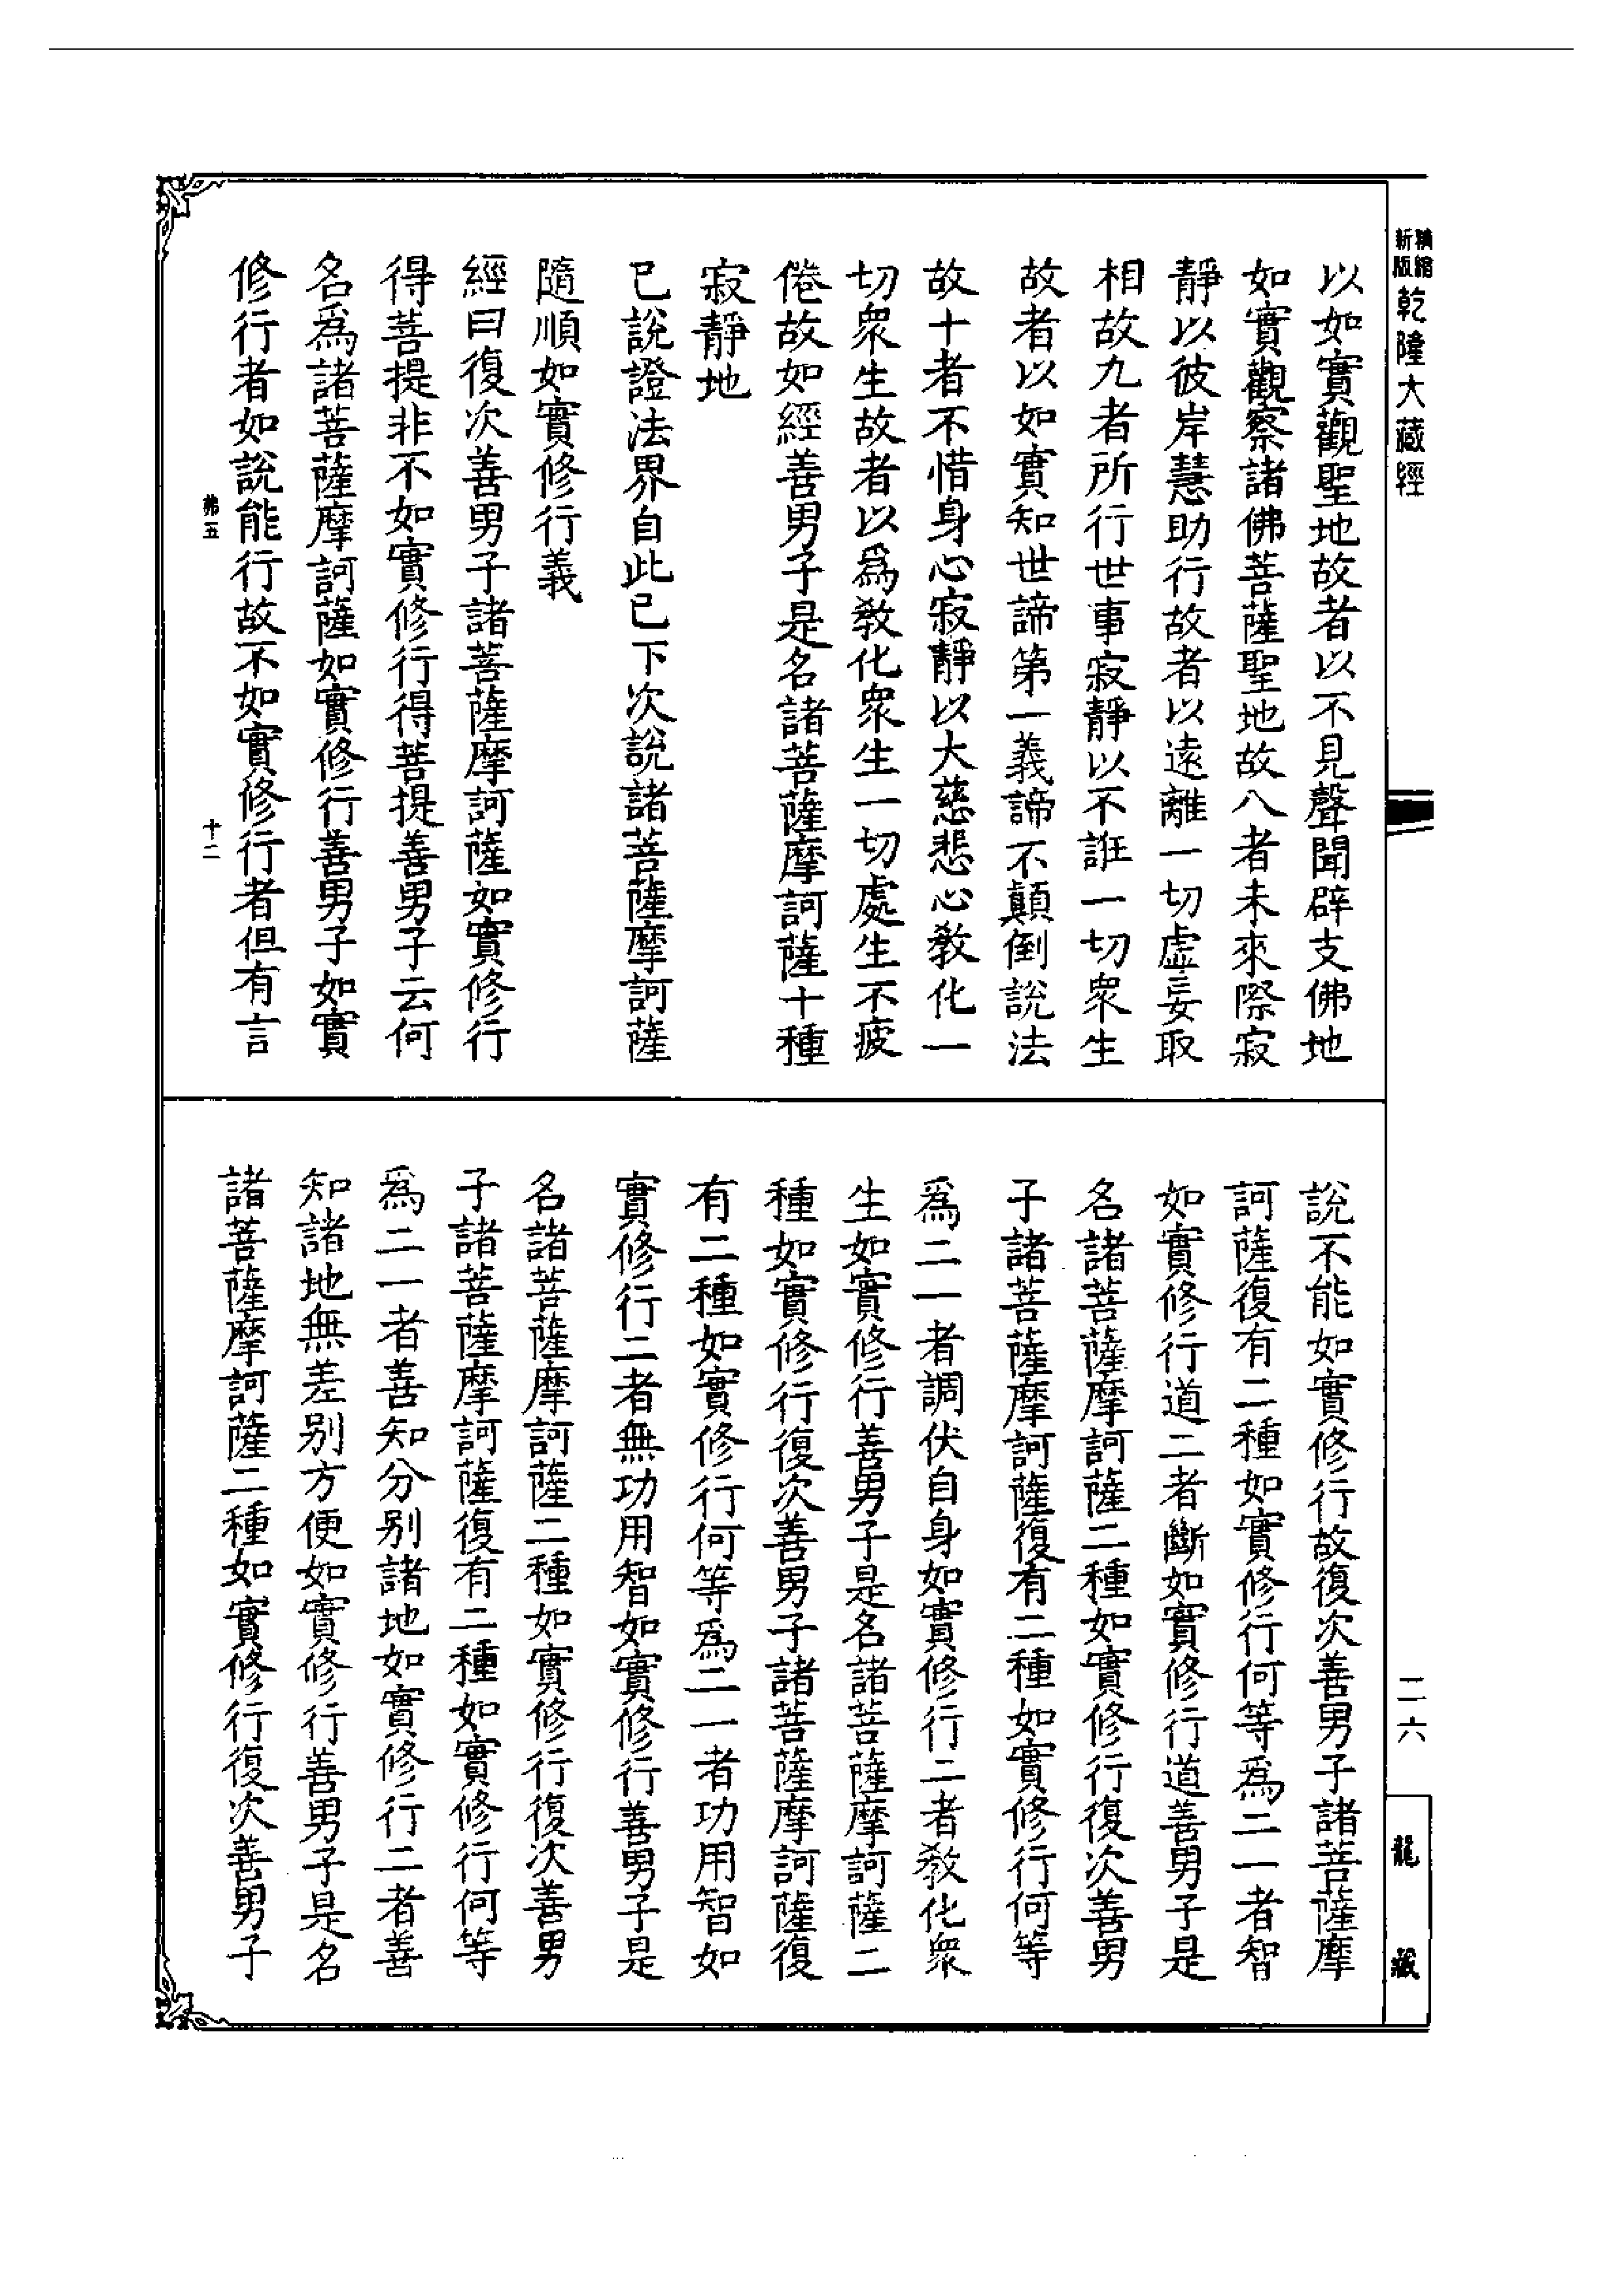 精縮新版乾隆大藏經
二六
龍藏
以如實觀聖地故者以不見聲聞辟支佛地
如實觀察諸佛菩薩聖地故八者未來際寂
靜以彼岸慧助行故者以遠離一切虛妄取
相故九者所行世事寂靜以不誑一切衆生
故者以如實知世諦第一義諦不顛倒說法
故十者不惜身心寂靜以大慈悲心教化一
切衆生故者以爲教化衆生一切處生不疲
倦故如經善男子是名諸菩薩摩訶薩十種
寂靜地
已說證法界自此已下次說諸菩薩摩訶薩
隨順如實修行義
經曰復次善男子諸菩薩摩訶薩如實修行
得菩提非不如實修行得菩提善男子云何
名爲諸菩薩摩訶薩如實修行善男子如實
修行者如說能行故不如實修行者但有言
十二
說不能如實修行故復次善男子諸菩薩摩
訶薩復有二種如實修行何等爲二一者智
如實修行道二者斷如實修行道善男子是
名諸菩薩摩訶薩二種如實修行復次善男
子諸菩薩摩訶薩復有二種如實修行何等
爲二一者調伏自身如實修行二者教化衆
生如實修行善男子是名諸菩薩摩訶薩二
種如實修行復次善男子諸菩薩摩訶薩復
有二種如實修行何等爲二一者功用智如
實修行二者無功用智如實修行善男子是
名諸菩薩摩訶薩二種如實修行復次善男
子諸菩薩摩訶薩復有二種如實修行何等
爲二一者善知分别諸地如實修行二者善
知諸地無差别方便如實修行善男子是名
諸菩薩摩訶薩二種如實修行復次善男子